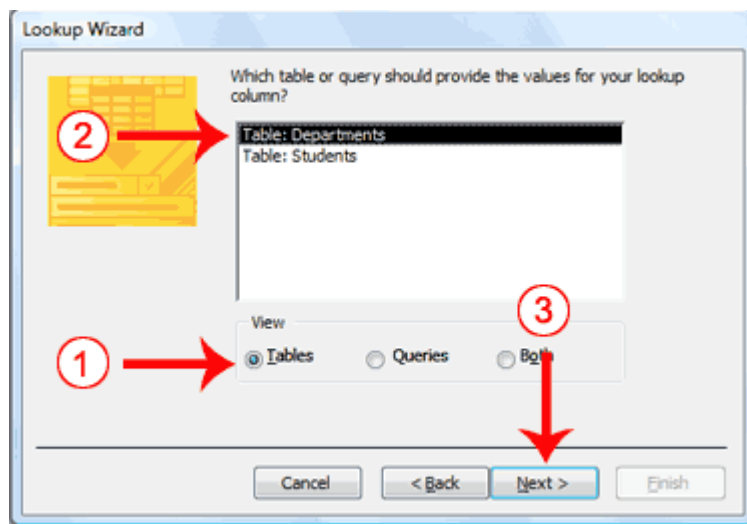 Lookup Wizard
Which table or query should provide the values for your lookup
column?
2
Table: Departments
Table: Students
3
View
1
Tables Queries Both
Cancel < Back Next > Finish